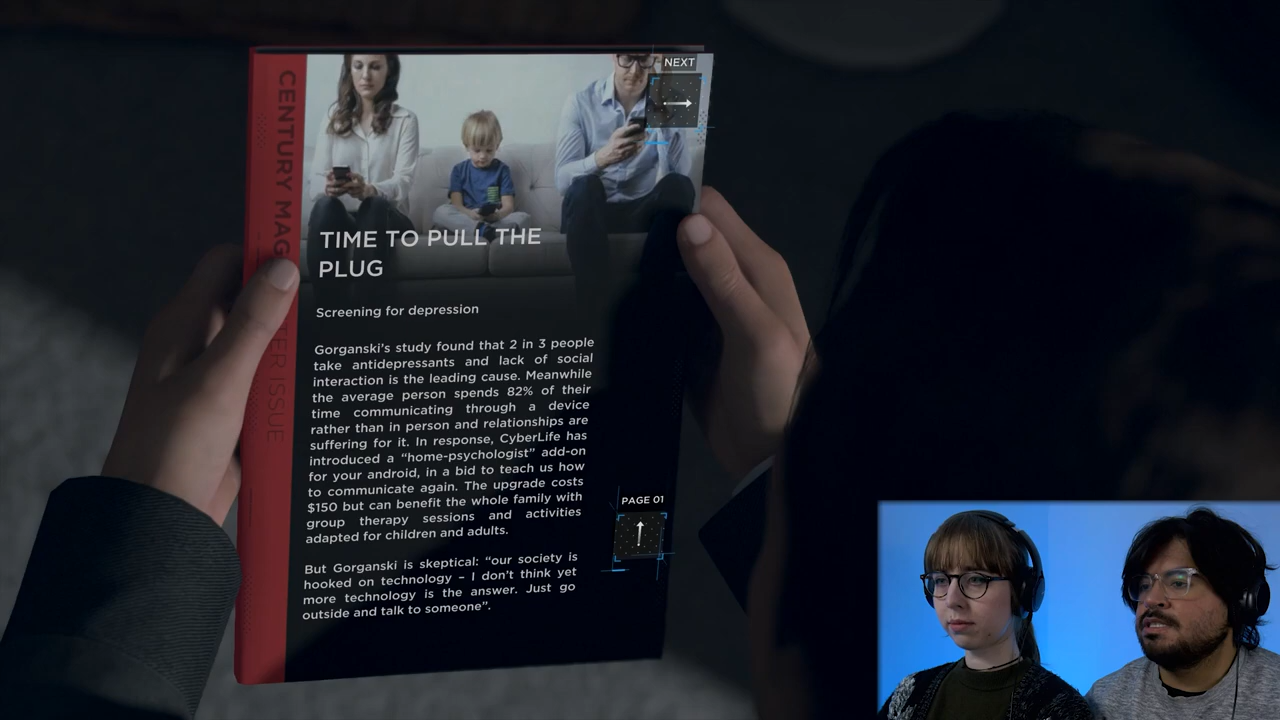 NEXT
CENTURY MAG
TER ISSUE
TIME TO PULL THE
PLUG
Screening for depression
Gorganski's study found that 2 in 3 people
take antidepressants and lack of social
interaction is the leading cause. Meanwhile
the average person spends 82% of their
time communicating through a device
rather than in person and relationships are
suffering for it. In response, CyberLife has
introduced a “home-psychologist” add-on
for your android, in a bid to teach us how
to communicate again. The upgrade costs
$150 but can benefit the whole family with
group therapy sessions and activities
adapted for children and adults.
But Gorganski is skeptical: “our society is
hooked on technology – I don't think yet
more technology is the answer. Just go
outside and talk to someone”.
PAGE 01